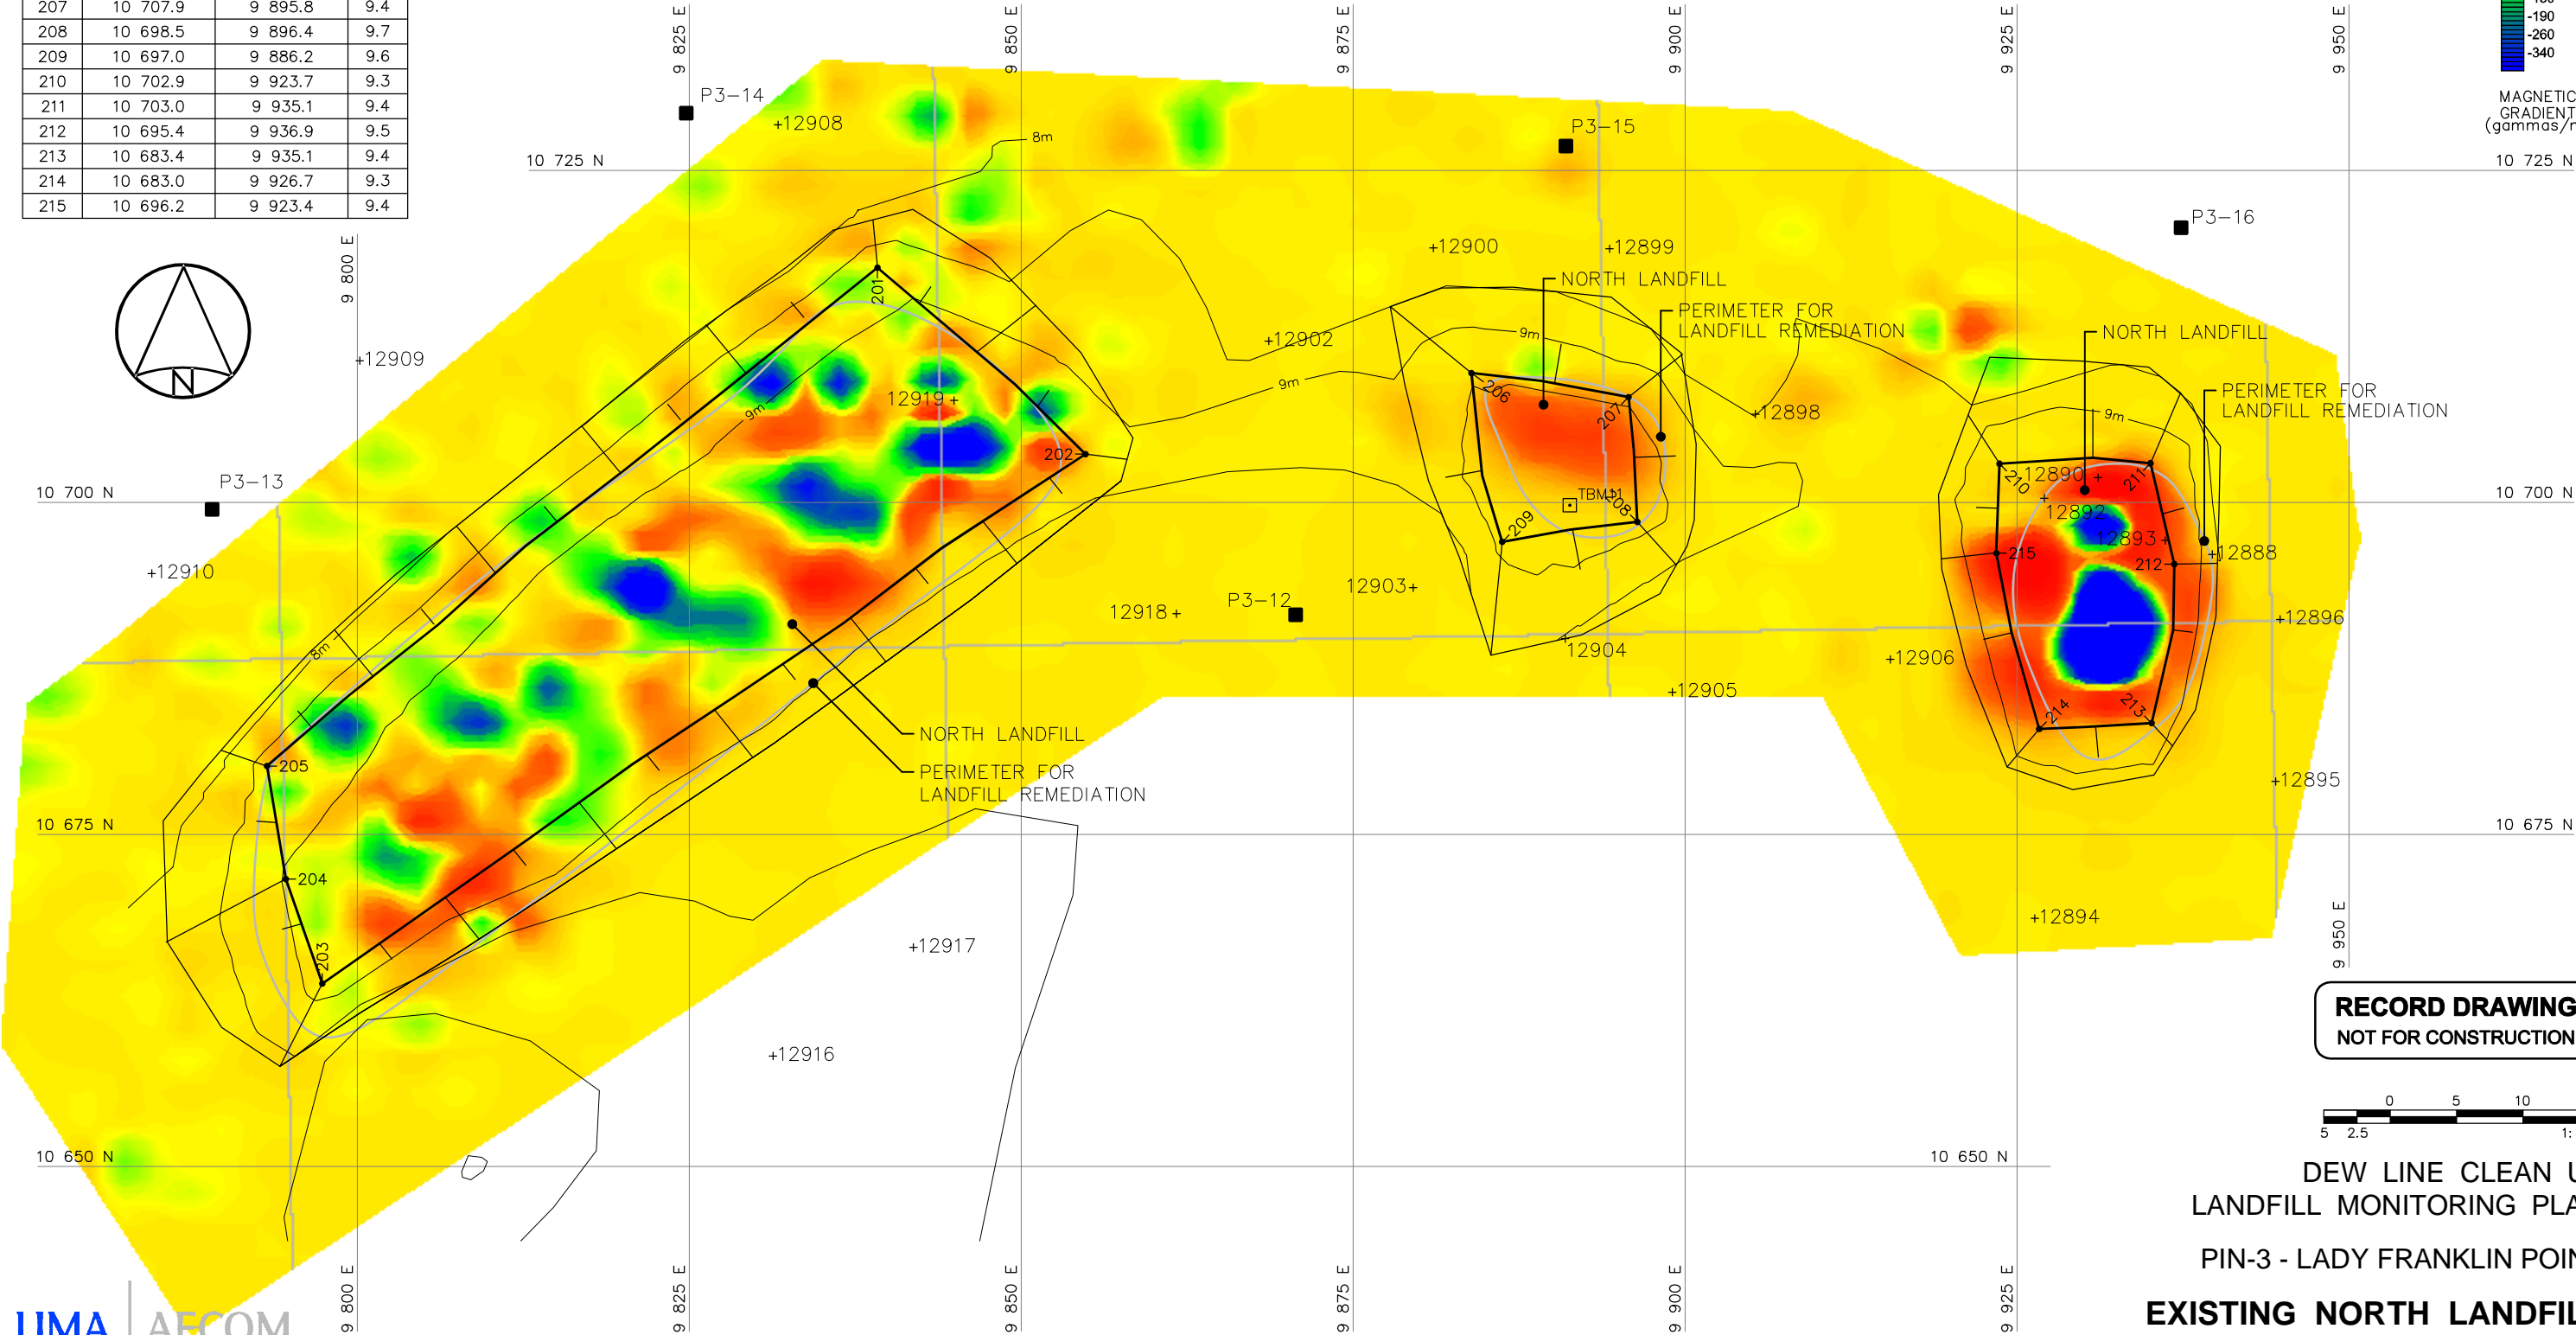 207 10 707.9 9 895.8 9.4
208 10 698.5 9 896.4 9.7
209 10 697.0 9 886.2 9.6
210 10 702.9 9 923.7 9.3
211 10 703.0 9 935.1 9.4
212 10 695.4 9 936.9 9.5
213 10 683.4 9 935.1 9.4
214 10 683.0 9 926.7 9.3
215 10 696.2 9 923.4 9.4
9 825 E
9 850 E
9 875 E
9 900 E
9 925 E
9 950 E
-190
-260
-340
MAGNETIC
GRADIENT
(gammas/
P3-14
+12908
8m
P3-15
10 725 N
10 725 N
P3-16
9 800 E
N
+12900
+12899
201
NORTH LANDFILL
PERIMETER FOR
LANDFILL REMEDIATION
+12909
+12902
9m
9m
NORTH LANDFILL
206
207
12919+
9m
+12898
PERIMETER FOR
LANDFILL REMEDIATION
9m
202
P3-13
10 700 N
10 700 N
TBM11
208
209
12890+
210
211
+
12892
12893+
+12888
215
212
+12910
12918+
P3-12
12903+
+12896
8m
+
12904
+12906
+12905
214
213
NORTH LANDFILL
PERIMETER FOR
LANDFILL REMEDIATION
205
+12895
10 675 N
10 675 N
204
203
+12917
+12894
9 950 E
RECORD DRAWING
NOT FOR CONSTRUCTION
+12916
0 5 10
5 2.5 1:
10 650 N
10 650 N
DEW LINE CLEAN
LANDFILL MONITORING
PIN-3 - LADY FRANKLIN
EXISTING NORTH
9 800 E
9 825 E
9 850 E
9 875 E
9 900 E
9 925 E
UMA AECOM